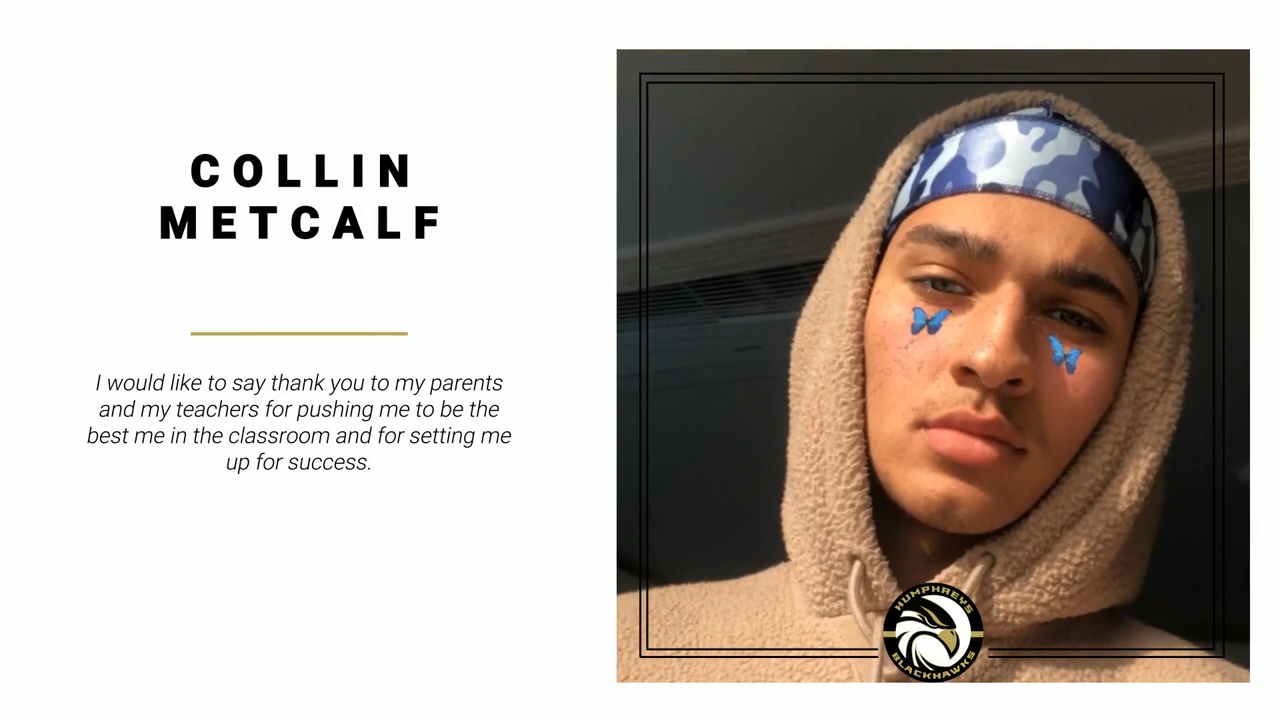 COLLIN
METCALF
I would like to say thank you to my parents
and my teachers for pushing me to be the
best me in the classroom and for setting me
up for success.
HUMPHREYS
BLACKHAWKS